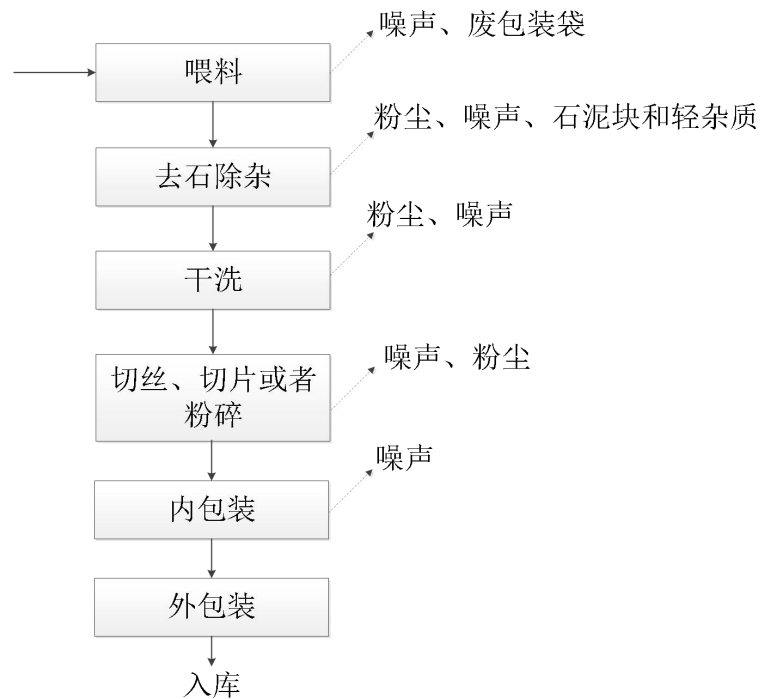 噪声、废包装袋
喂料
粉尘、噪声、石泥块和轻杂质
去石除杂
粉尘、噪声
干洗
噪声、粉尘
切丝、切片或者
粉碎
噪声
内包装
外包装
入库